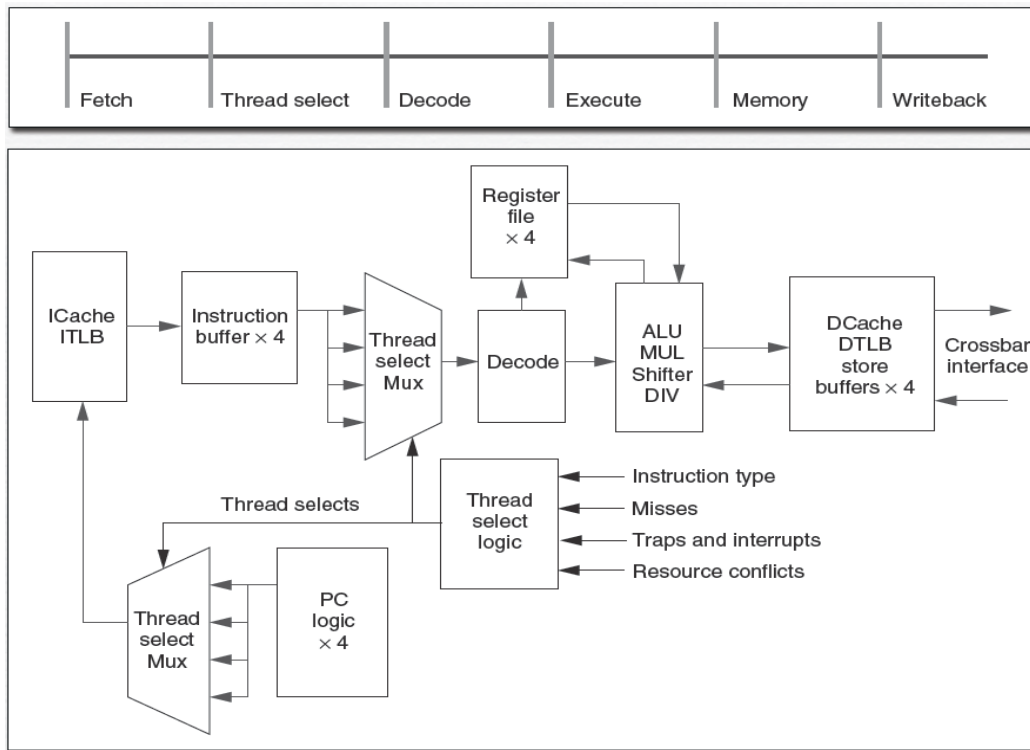 Fetch
Thread select
Decode
Execute
Memory
Writeback
Register
file
× 4
ICache
ITLB
Instruction
buffer × 4
Thread
select
Mux
Decode
ALU
MUL
Shifter
DIV
DCache
DTLB
store
buffers × 4
Crossbar
interface
Thread selects
Thread
select
logic
Instruction type
Misses
Traps and interrupts
Resource conflicts
Thread
select
Mux
PC
logic
× 4